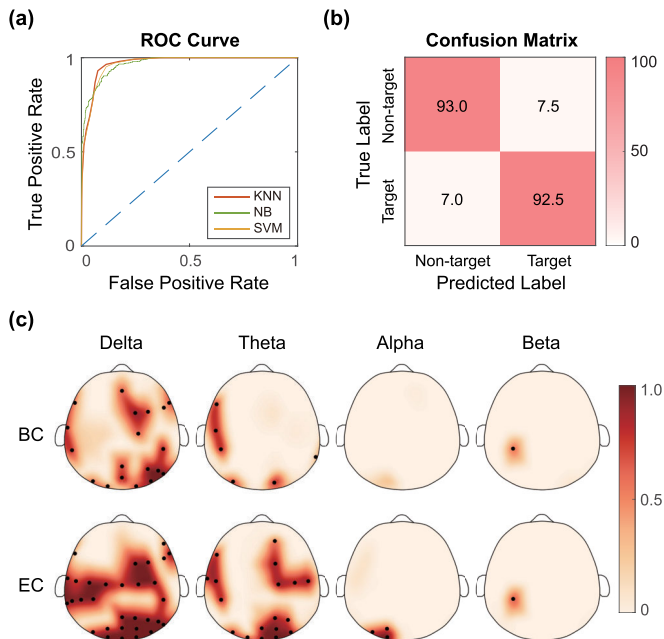 (a)
ROC Curve
True Positive Rate
1
0.5
0
0
0.5
1
KNN
NB
SVM
False Positive Rate
(b)
Confusion Matrix
True Label
Non-target
Target
93.0
7.5
7.0
92.5
Non-target
Target
Predicted Label
100
50
0
(c)
Delta
Theta
Alpha
Beta
BC
EC
1.0
0.5
0